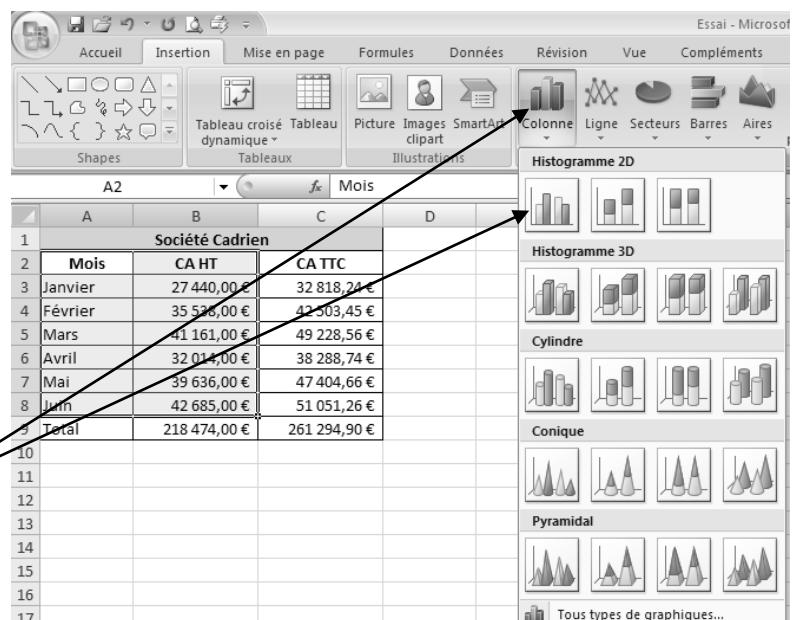 Essai - Microsof
Accueil Insertion Mise en page Formules Données Révision Vue Compléments
Tableau croisé dynamique Tableau
Picture Images clipart SmartArt
Colonne Ligne Secteurs Barres Aires
Shapes Tableaux Illustrations
A2 fx Mois
A B C D
1 Société Cadrien
2 Mois CA HT CA TTC
3 Janvier 27 440,00 € 32 818,24 €
4 Février 35 538,00 € 42 503,45 €
5 Mars 41 161,00 € 49 228,56 €
6 Avril 32 014,00 € 38 288,74 €
7 Mai 39 636,00 € 47 404,66 €
8 Juin 42 685,00 € 51 051,26 €
9 Total 218 474,00 € 261 294,90 €
10
11
12
13
14
15
16
17
Histogramme 2D
Histogramme 3D
Cylindre
Conique
Pyramidal
Tous types de graphiques...